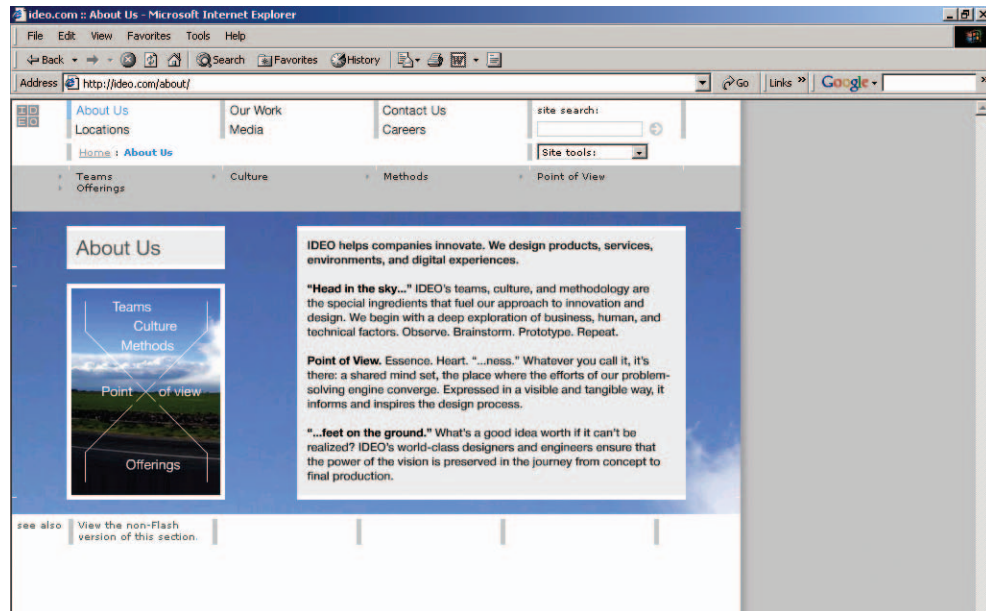 ideo.com :: About Us - Microsoft Internet Explorer
File Edit View Favorites Tools Help
Back Search Favorites History
Address http://ideo.com/about/ Go Links » Google »
IDEO About Us Our Work Contact Us site search:
Locations Media Careers
Home : About Us Site tools:
Teams Culture Methods Point of View
Offerings
About Us
Teams
Culture
Methods
Point of view
Offerings
IDEO helps companies innovate. We design products, services,
environments, and digital experiences.
“Head in the sky...” IDEO’s teams, culture, and methodology are
the special ingredients that fuel our approach to innovation and
design. We begin with a deep exploration of business, human, and
technical factors. Observe. Brainstorm. Prototype. Repeat.
Point of View. Essence. Heart. “...ness.” Whatever you call it, it’s
there: a shared mind set, the place where the efforts of our problem-
solving engine converge. Expressed in a visible and tangible way, it
informs and inspires the design process.
“...feet on the ground.” What’s a good idea worth if it can’t be
realized? IDEO’s world-class designers and engineers ensure that
the power of the vision is preserved in the journey from concept to
final production.
see also View the non-Flash
version of this section.